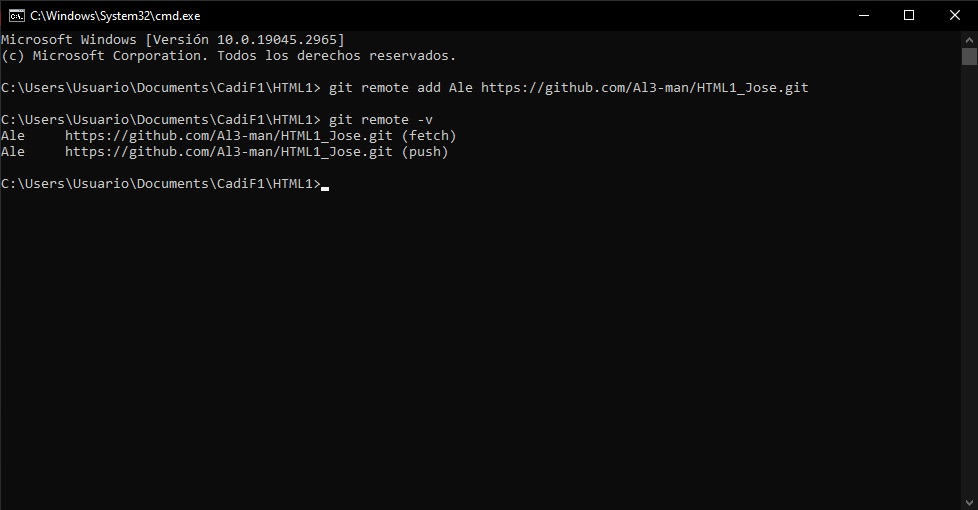 C:\Windows\System32\cmd.exe
Microsoft Windows [Versión 10.0.19045.2965]
(c) Microsoft Corporation. Todos los derechos reservados.
C:\Users\Usuario\Documents\CadiF1\HTML1> git remote add Ale https://github.com/Al3-man/HTML1_Jose.git
C:\Users\Usuario\Documents\CadiF1\HTML1> git remote -v
Ale     https://github.com/Al3-man/HTML1_Jose.git (fetch)
Ale     https://github.com/Al3-man/HTML1_Jose.git (push)
C:\Users\Usuario\Documents\CadiF1\HTML1>